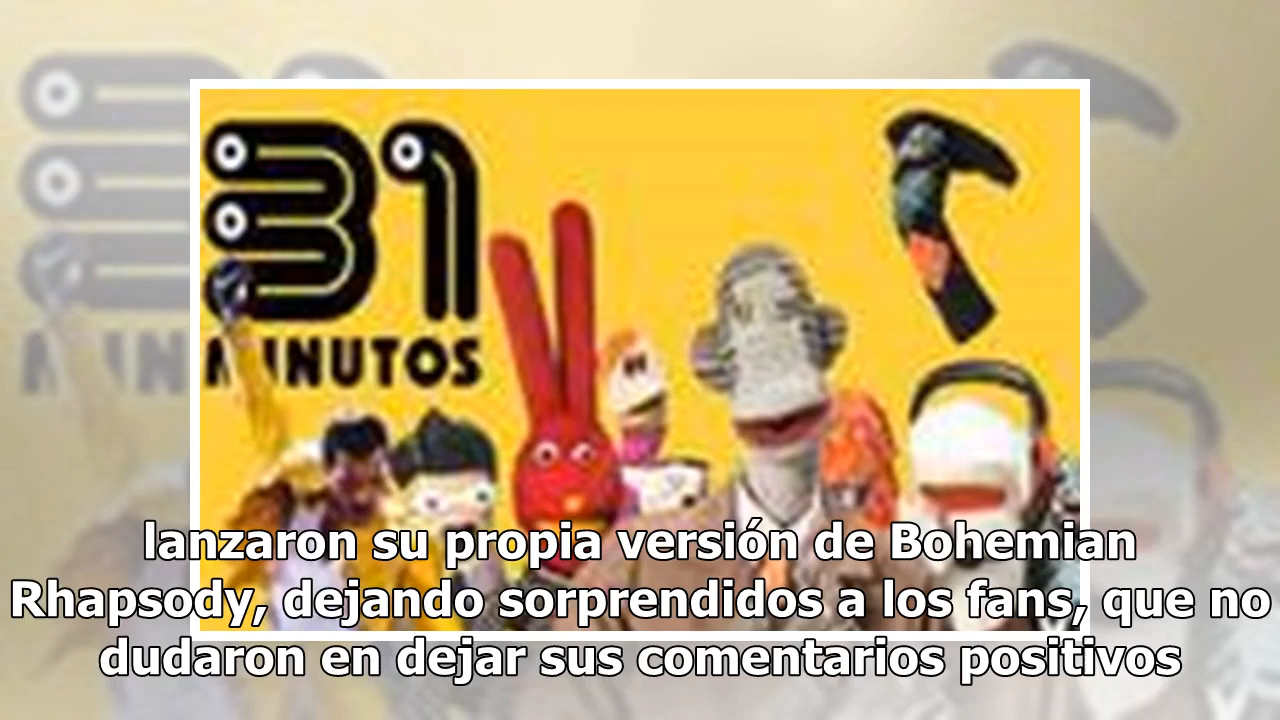 31
MINUTOS
lanzaron su propia versión de Bohemian
Rhapsody, dejando sorprendidos a los fans, que no
dudaron en dejar sus comentarios positivos